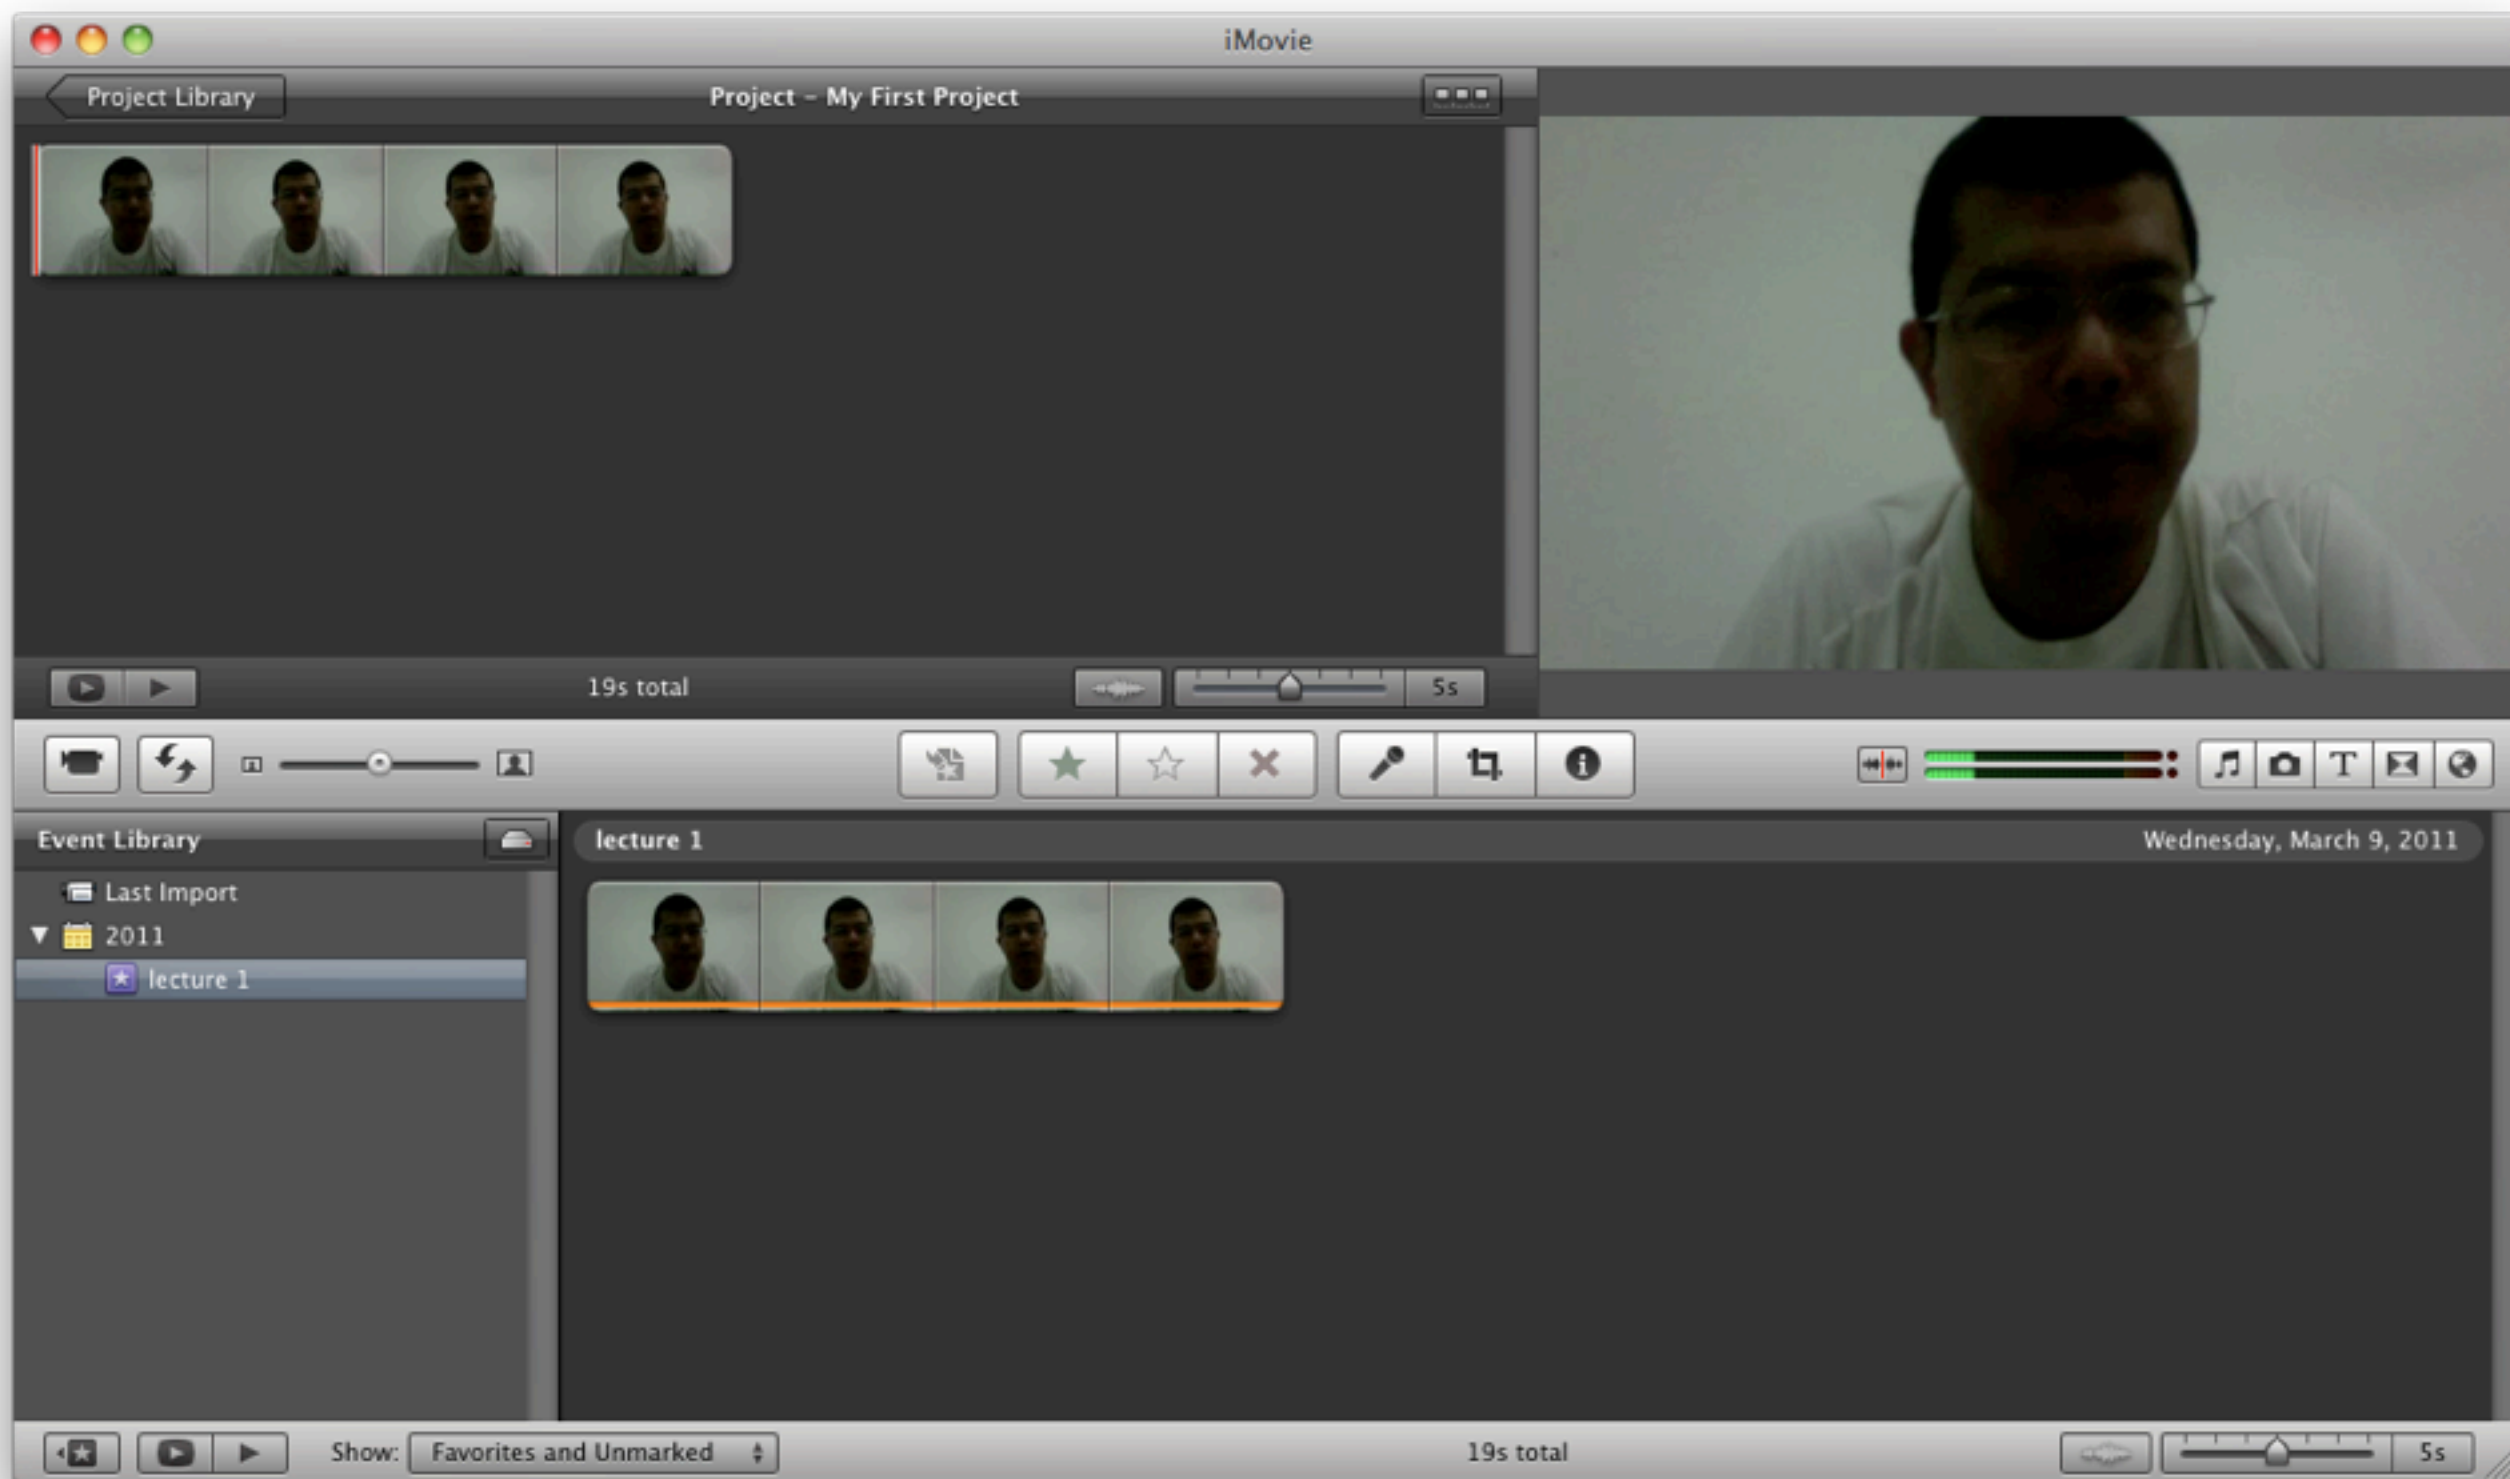 iMovie
Project Library
Project – My First Project
19s total
5s
T
Event Library
lecture 1
Wednesday, March 9, 2011
Last Import
2011
lecture 1
Show:
Favorites and Unmarked
19s total
5s